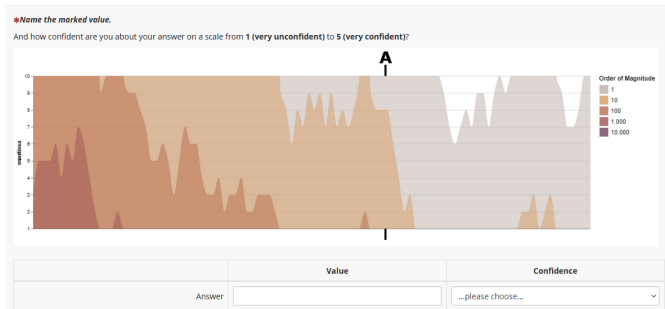 ✱Name the marked value.
And how confident are you about your answer on a scale from 1 (very unconfident) to 5 (very confident)?
A
Order of Magnitude
1
10
100
1.000
10.000
mentions
10
9
8
7
6
5
4
3
2
1
Value Confidence
Answer ...please choose...